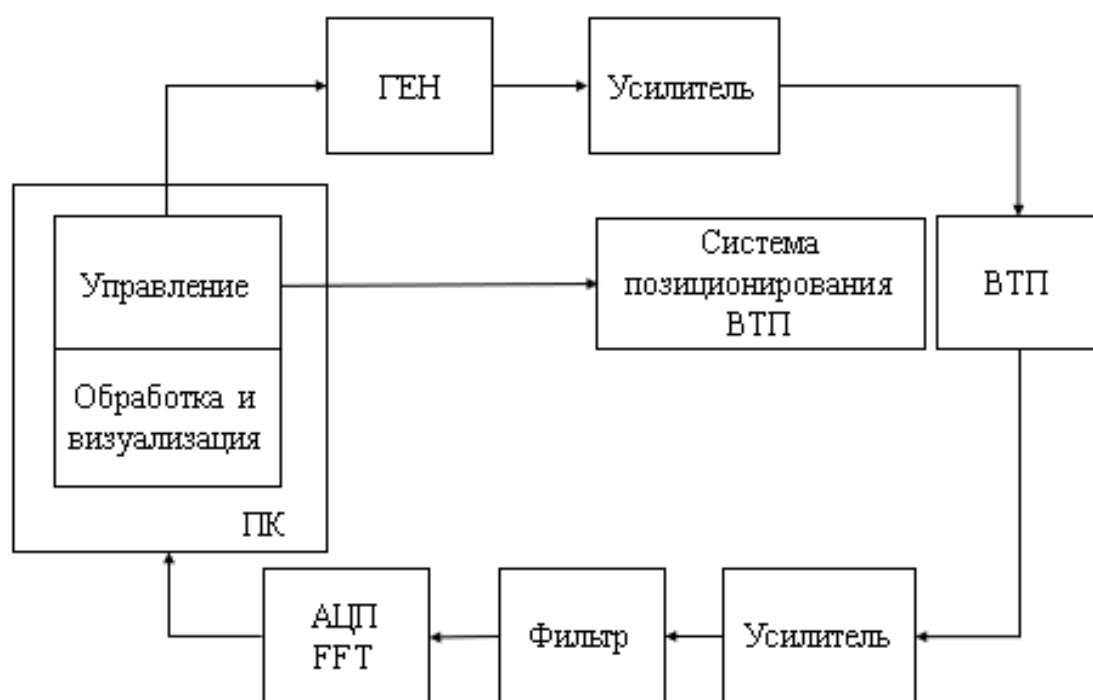 ГЕН
Усилитель
Управление
Система
позиционирования
ВТП
ВТП
Обработка и
визуализация
ПК
АЦП
FFT
Фильтр
Усилитель